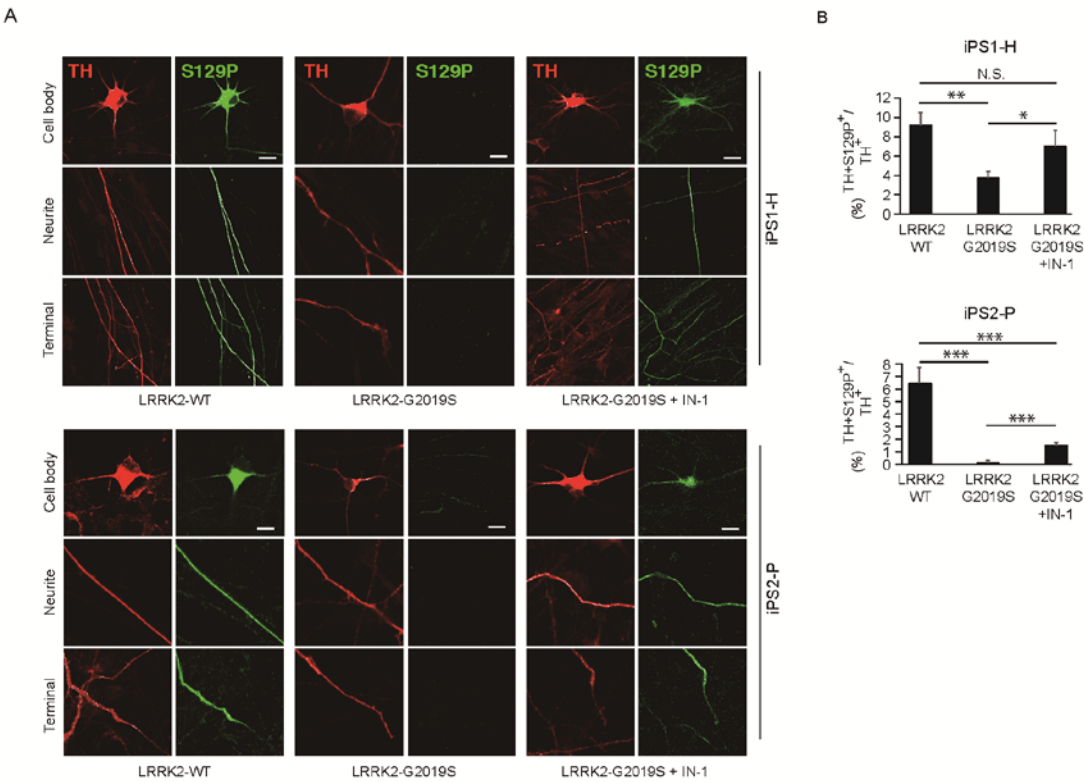 A
TH S129P TH S129P TH S129P
Cell body
Neurite
Terminal
iPS1-H
LRRK2-WT LRRK2-G2019S LRRK2-G2019S + IN-1
Cell body
Neurite
Terminal
iPS2-P
LRRK2-WT LRRK2-G2019S LRRK2-G2019S + IN-1
B
iPS1-H
N.S.
** *
(%) TH+S129P+/
TH+
12
10
8
6
4
2
0
LRRK2 LRRK2 LRRK2
WT G2019S G2019S
+IN-1
iPS2-P
***
***
***
(%) TH+S129P+/
TH+
8
7
6
5
4
3
2
1
0
LRRK2 LRRK2 LRRK2
WT G2019S G2019S
+IN-1